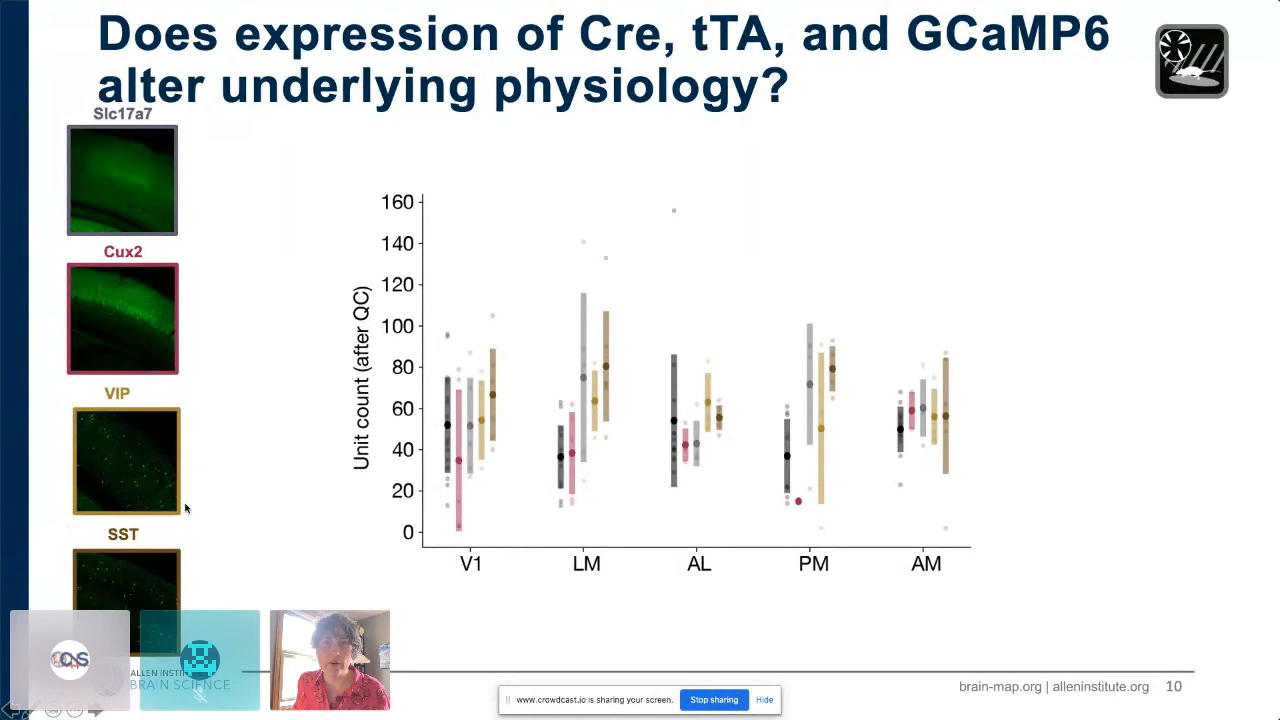 Does expression of Cre, tTA, and GCaMP6
alter underlying physiology?
Slc17a7
Cux2
VIP
SST
Unit count (after QC)
160
140
120
100
80
60
40
20
0
V1
LM
AL
PM
AM
ALLEN INSTIT
BRAIN SCIENCE
www.crowdcast.io is sharing your screen.
Stop sharing
Hide
brain-map.org | alleninstitute.org
10